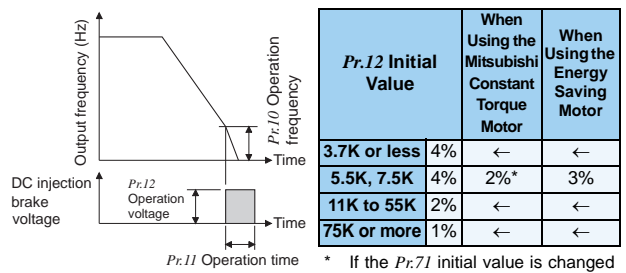 Output frequency (Hz)
Pr.10 Operation
frequency
Time
DC injection
brake
voltage
Pr.12
Operation
voltage
Time
Pr.11 Operation time
Pr.12 Initial
Value
When
Using the
Mitsubishi
Constant
Torque
Motor
When
Using the
Energy
Saving
Motor
3.7K or less 4% ← ←
5.5K, 7.5K 4% 2%* 3%
11K to 55K 2% ← ←
75K or more 1% ← ←
* If the Pr.71 initial value is changed